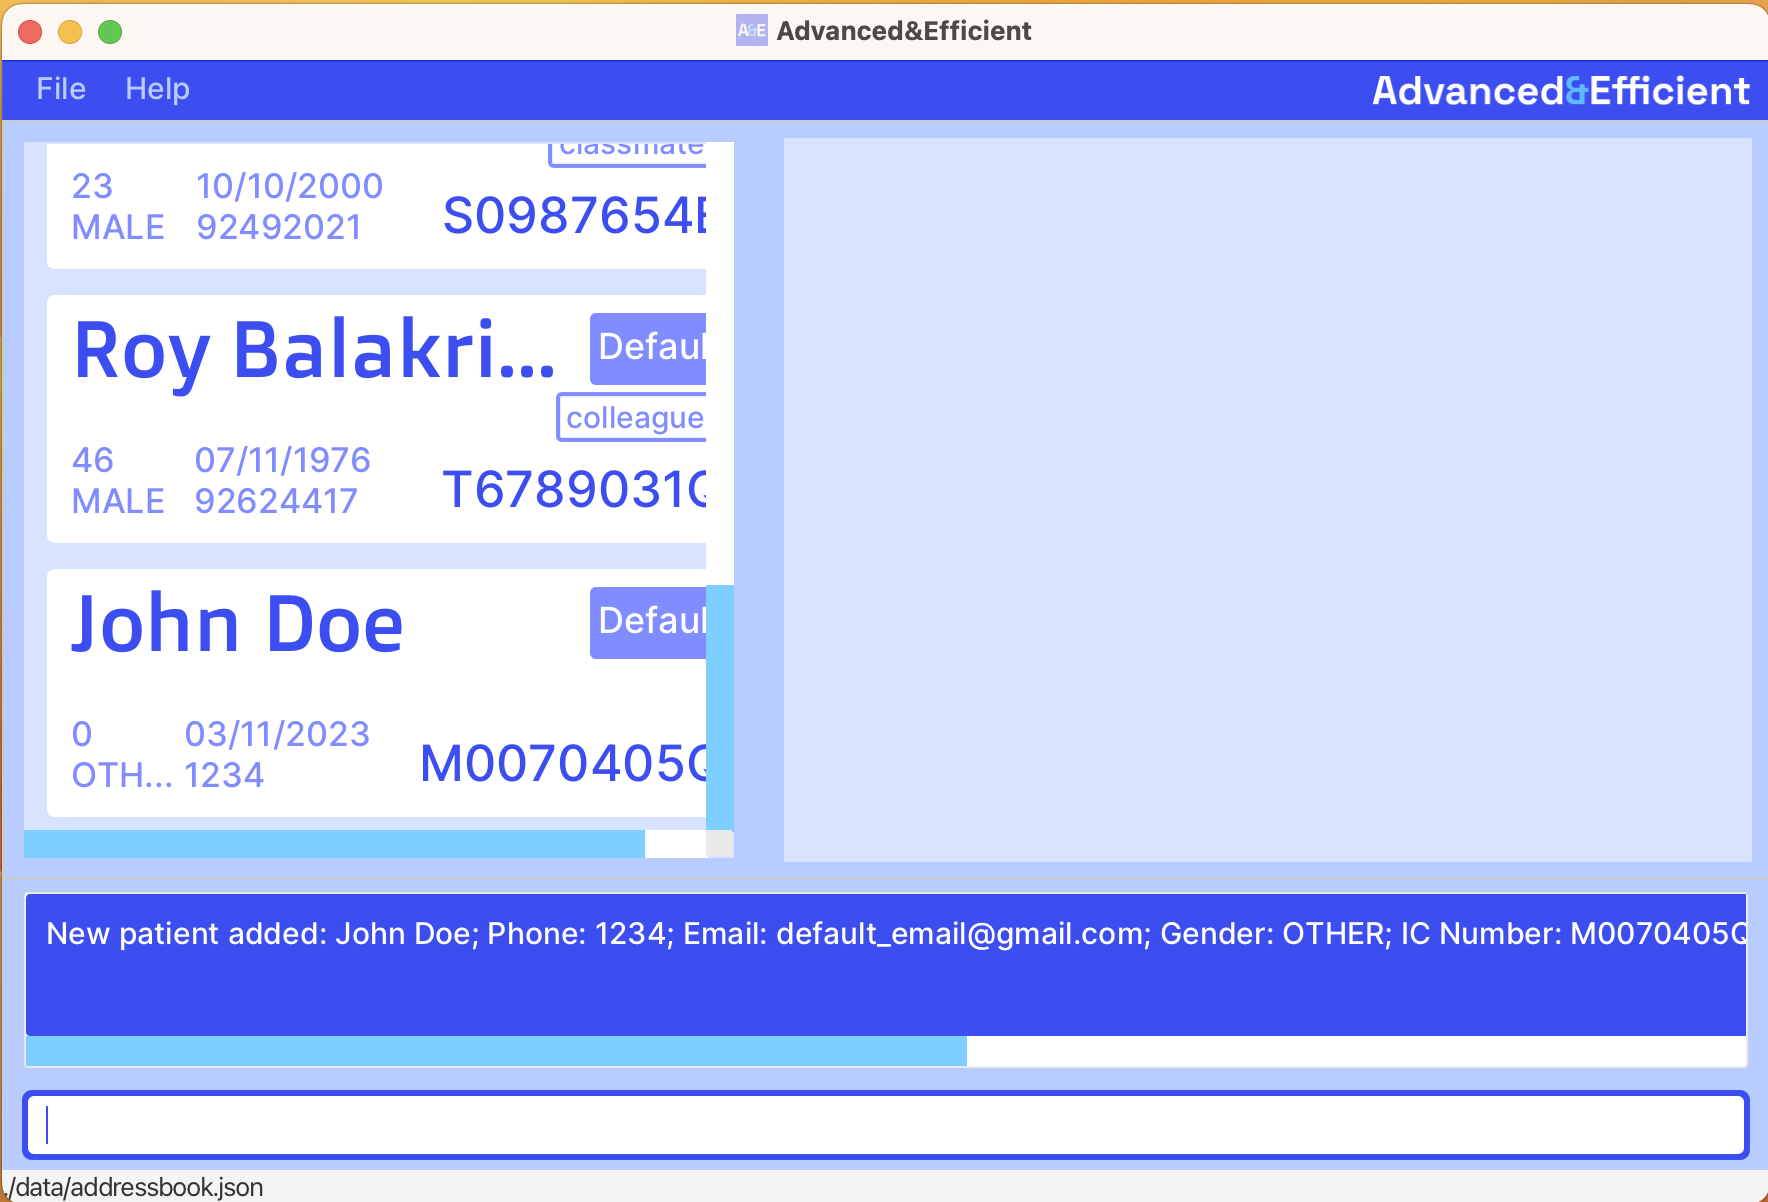 A&E Advanced&Efficient
File Help Advanced&Efficient
classmate
23 10/10/2000
MALE 92492021
S0987654
Roy Balakri...
Defaul
colleague
46 07/11/1976
MALE 92624417
T6789031Q
John Doe
Defaul
0 03/11/2023
OTH... 1234
M0070405Q
New patient added: John Doe; Phone: 1234; Email: default_email@gmail.com; Gender: OTHER; IC Number: M0070405Q
./data/addressbook.json